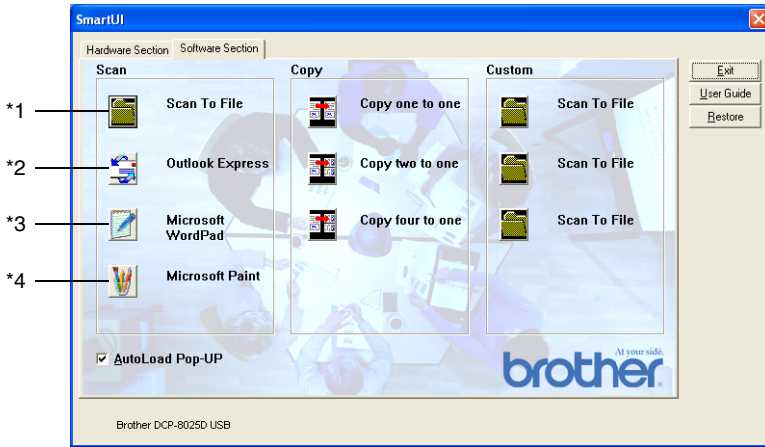 SmartUI
Hardware Section
Software Section
Scan
*1 Scan To File
*2 Outlook Express
*3 Microsoft
WordPad
*4 Microsoft Paint
Copy
Copy one to one
Copy two to one
Copy four to one
Custom
Scan To File
Scan To File
Scan To File
Exit
User Guide
Restore
AutoLoad Pop-UP
At your side.
brother
Brother DCP-8025D USB